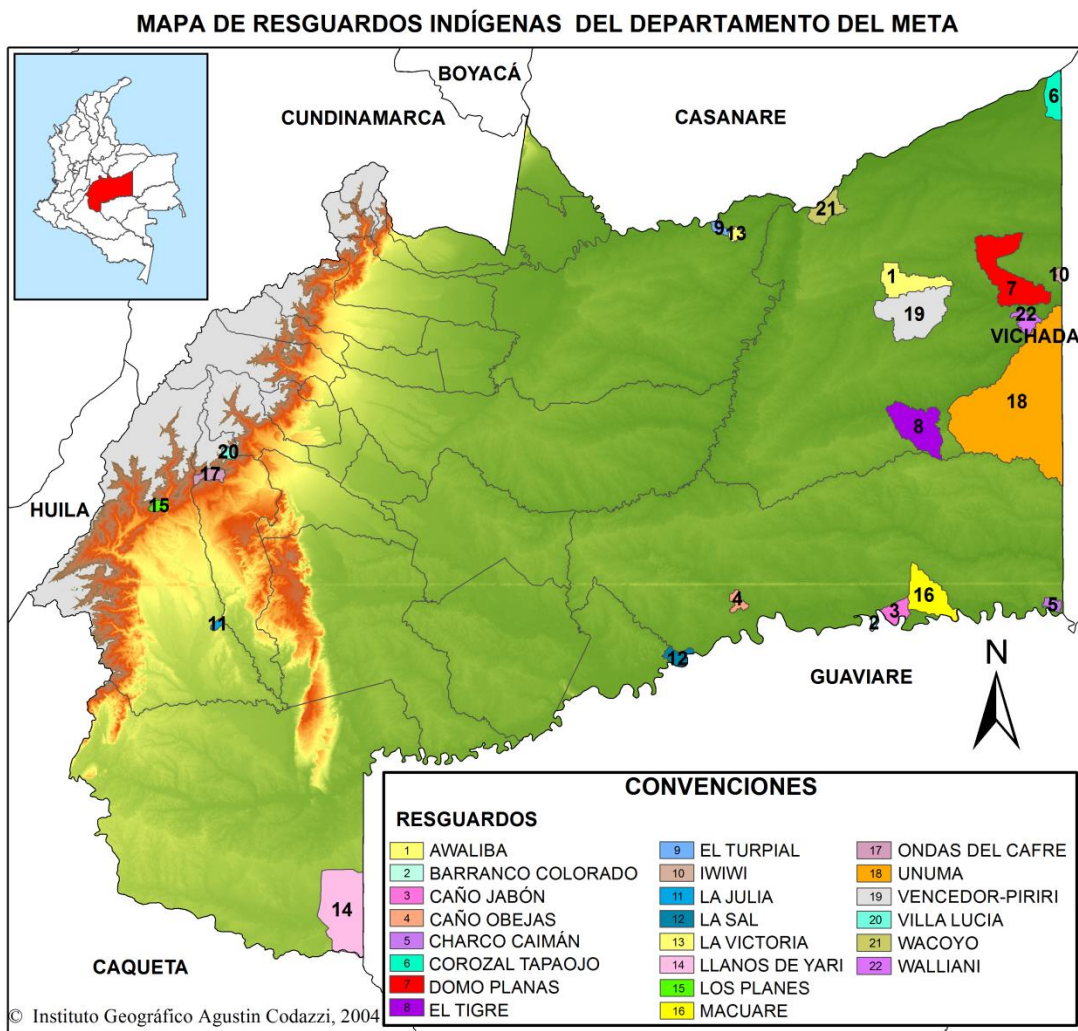 MAPA DE RESGUARDOS INDÍGENAS DEL DEPARTAMENTO DEL META
BOYACÁ
CUNDINAMARCA
CASANARE
6
21
9
13
1
7
10
19
22
VICHADA
18
8
20
17
15
HUILA
4
16
3
5
2
11
12
GUAVIARE
N
14
CAQUETA
CONVENCIONES
RESGUARDOS
1 AWALIBA
2 BARRANCO COLORADO
3 CAÑO JABÓN
4 CAÑO OBEJAS
5 CHARCO CAIMÁN
6 COROZAL TAPAOJO
7 DOMO PLANAS
8 EL TIGRE
9 EL TURPIAL
10 IWIWI
11 LA JULIA
12 LA SAL
13 LA VICTORIA
14 LLANOS DE YARI
15 LOS PLANES
16 MACUARE
17 ONDAS DEL CAFRE
18 UNUMA
19 VENCEDOR-PIRIRI
20 VILLA LUCIA
21 WACOYO
22 WALLIANI
© Instituto Geográfico Agustin Codazzi, 2004